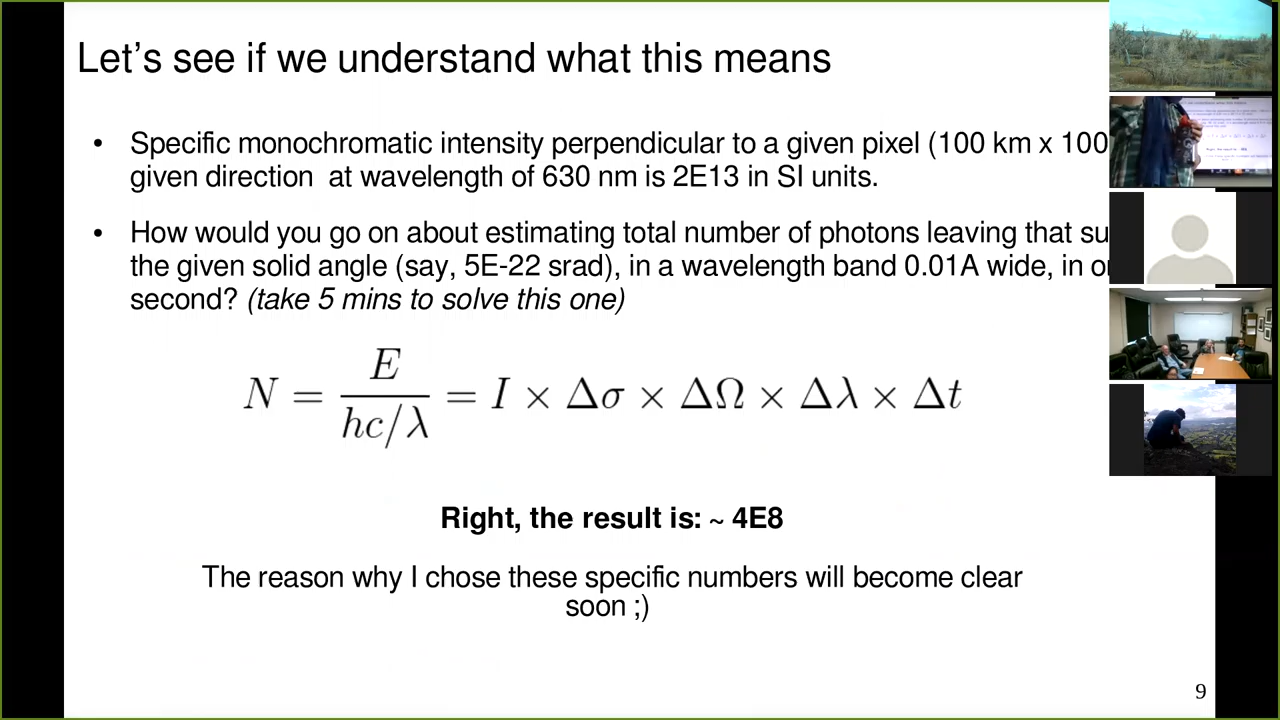 Let's see if we understand what this means
• Specific monochromatic intensity perpendicular to a given pixel (100 km x 100
given direction at wavelength of 630 nm is 2E13 in SI units.
• How would you go on about estimating total number of photons leaving that su
the given solid angle (say, 5E-22 srad), in a wavelength band 0.01A wide, in
second? (take 5 mins to solve this one)
N = E / hc/λ = I × Δσ × ΔΩ × Δλ × Δt
Right, the result is: ~ 4E8
The reason why I chose these specific numbers will become clear
soon ;)
9